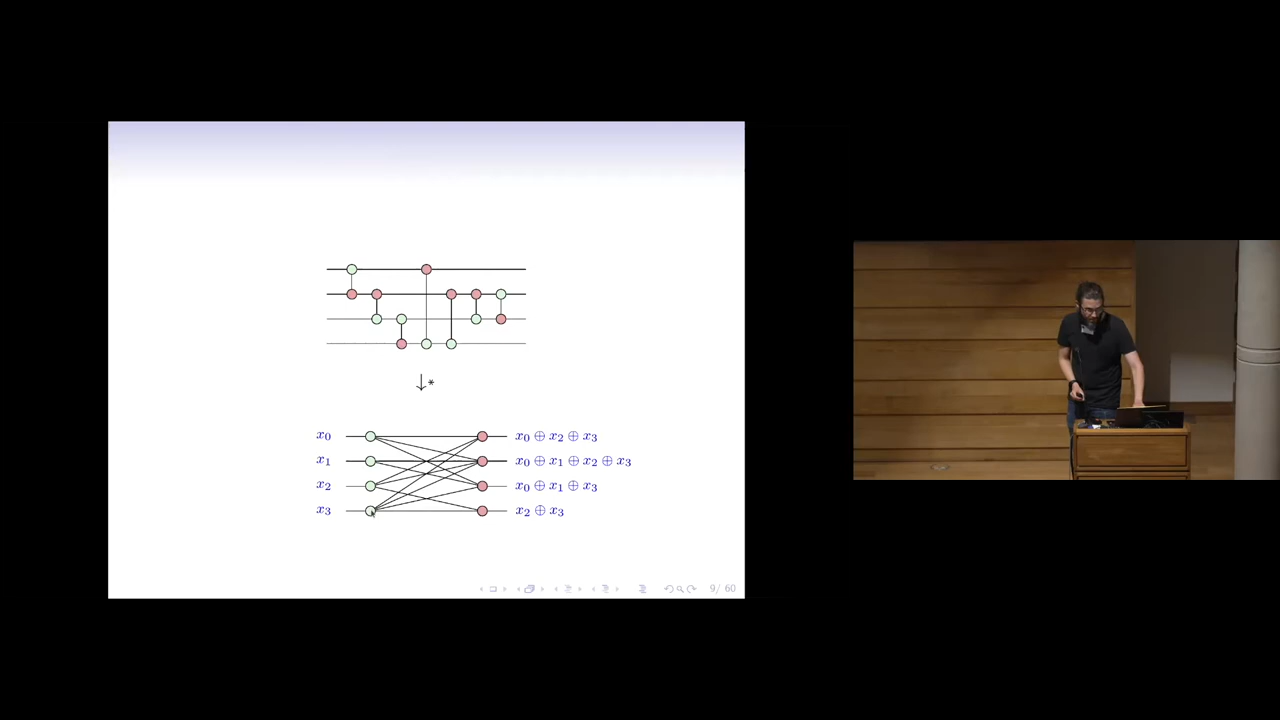 ↓*
x₀ x₀ ⊕ x₂ ⊕ x₃
x₁ x₀ ⊕ x₁ ⊕ x₂ ⊕ x₃
x₂ x₀ ⊕ x₁ ⊕ x₃
x₃ x₂ ⊕ x₃
9/60